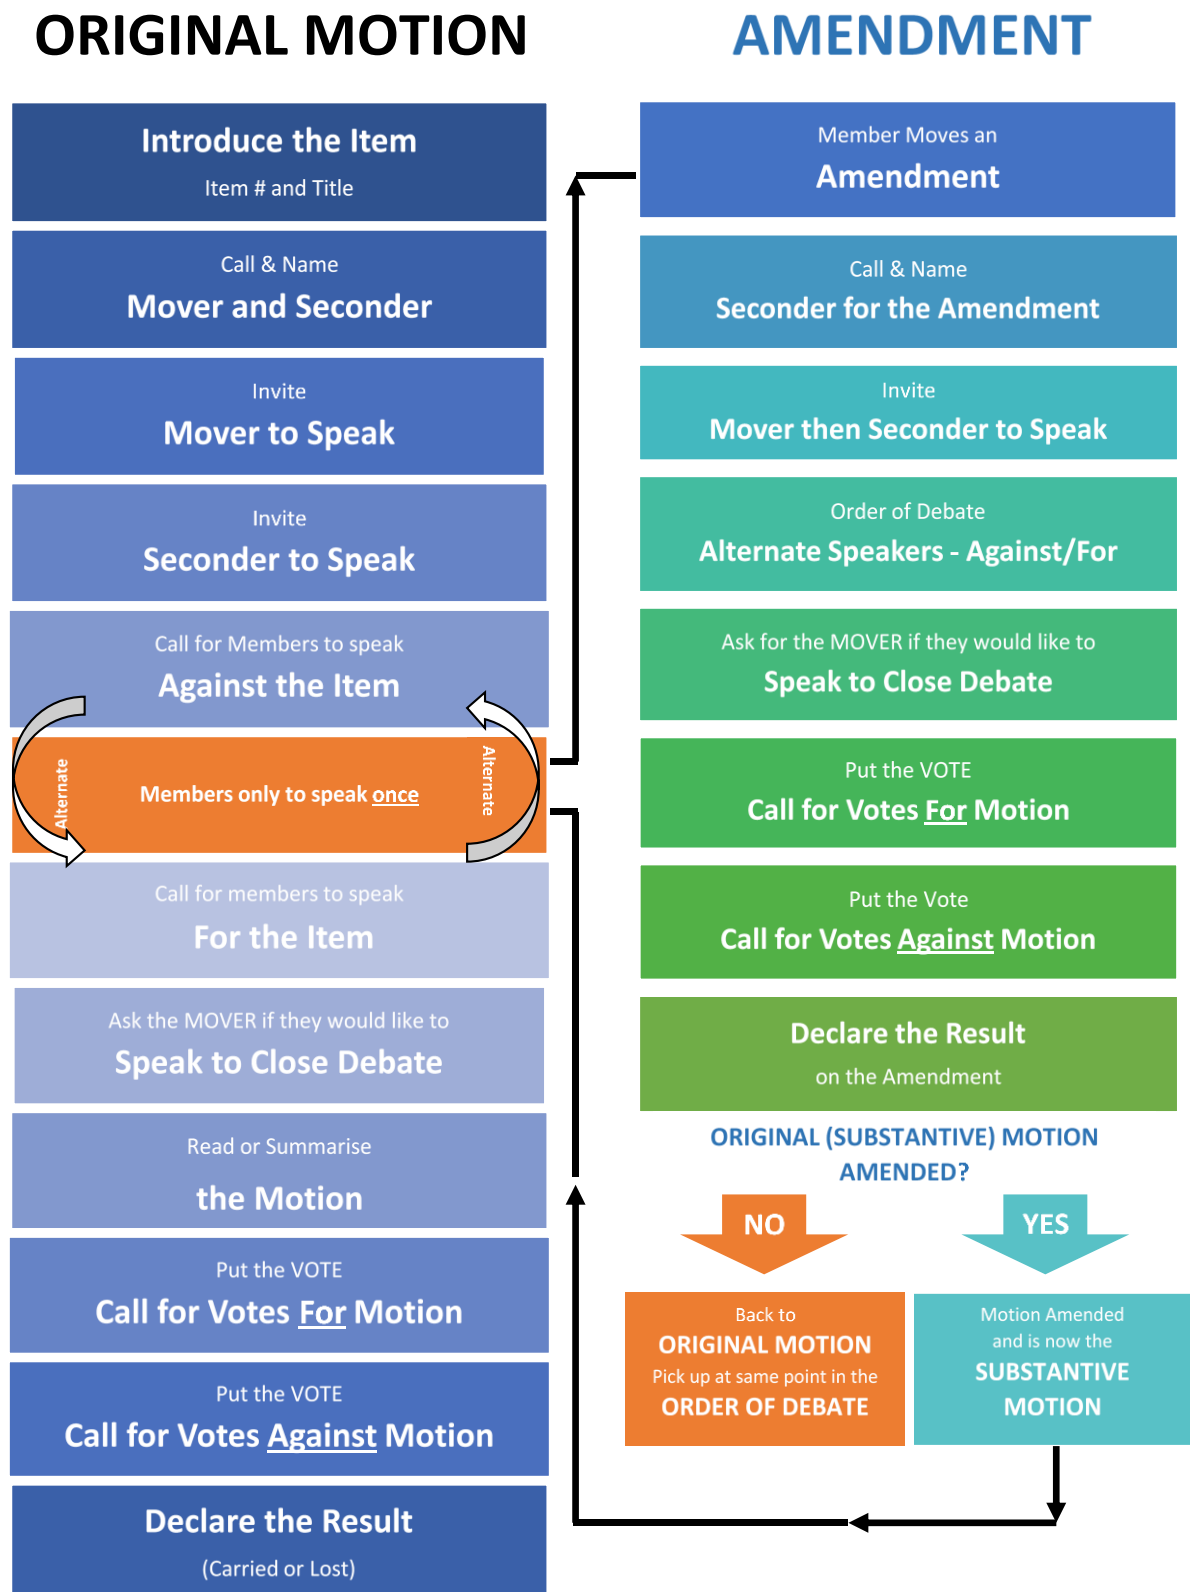 ORIGINAL MOTION
Introduce the Item
Item # and Title
Call & Name
Mover and Seconder
Invite
Mover to Speak
Invite
Seconder to Speak
Call for Members to speak
Against the Item
Alternate
Members only to speak once
Alternate
Call for members to speak
For the Item
Ask the MOVER if they would like to
Speak to Close Debate
Read or Summarise
the Motion
Put the VOTE
Call for Votes For Motion
Put the VOTE
Call for Votes Against Motion
Declare the Result
(Carried or Lost)
AMENDMENT
Member Moves an
Amendment
Call & Name
Seconder for the Amendment
Invite
Mover then Seconder to Speak
Order of Debate
Alternate Speakers - Against/For
Ask for the MOVER if they would like to
Speak to Close Debate
Put the VOTE
Call for Votes For Motion
Put the Vote
Call for Votes Against Motion
Declare the Result
on the Amendment
ORIGINAL (SUBSTANTIVE) MOTION
AMENDED?
NO
Back to
ORIGINAL MOTION
Pick up at same point in the
ORDER OF DEBATE
YES
Motion Amended
and is now the
SUBSTANTIVE
MOTION